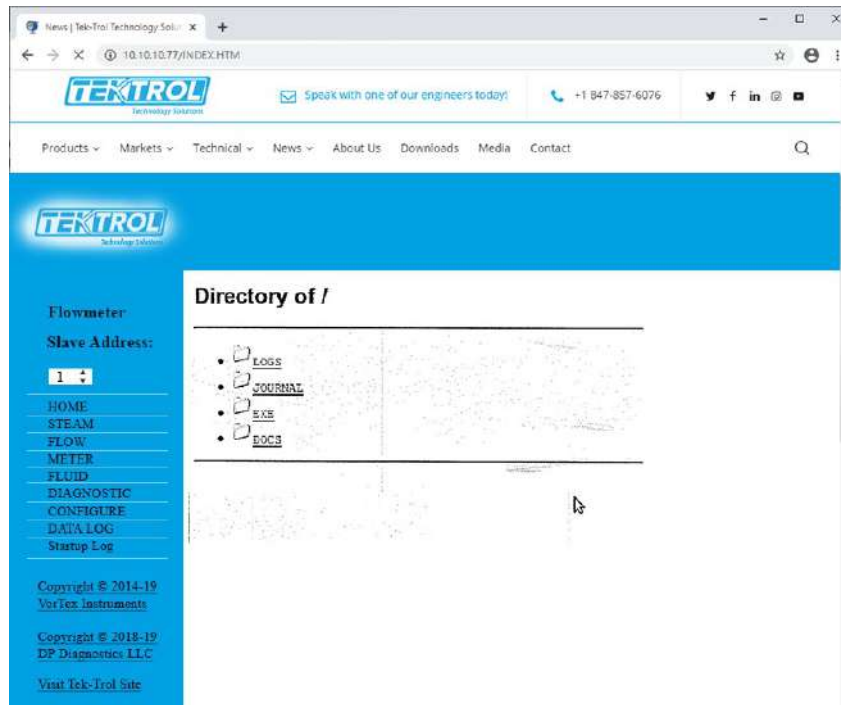 News | Tek-Trol Technology Solu
10.10.10.77/INDEX.HTM
TEKTROL
Technology Solutions
Speak with one of our engineers today!
+1 847-857-6076
Products Markets Technical News About Us Downloads Media Contact
TEKTROL
Technology Solutions
Directory of /
Flowmeter
Slave Address:
1
HOME
STEAM
FLOW
METER
FLUID
DIAGNOSTIC
CONFIGURE
DATA LOG
Startup Log
LOGS
JOURNAL
EXE
DOCS
Copyright © 2014-19
VorTex Instruments
Copyright © 2018-19
DP Diagnostics LLC
Visit Tek-Trol Site